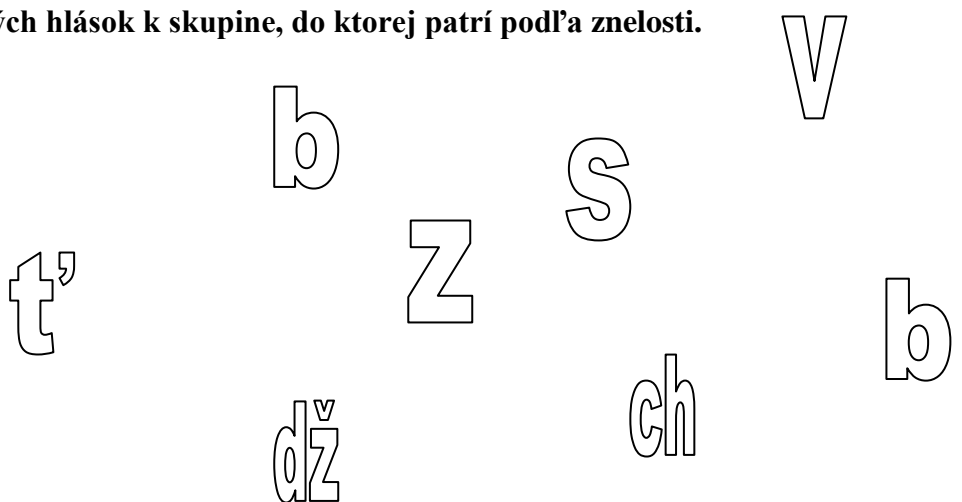 ých hlások k skupine, do ktorej patrí podľa znelosti.
v
b
s
z
ť
b
ch
dž